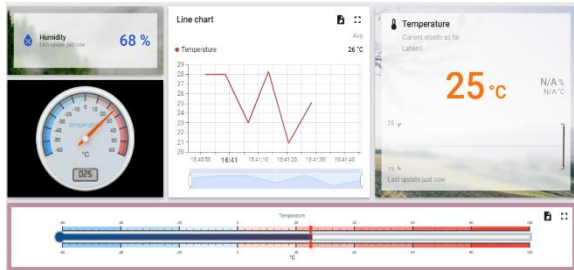 Humidity
Last update just now
68 %
Temperature
°C
025
Line chart
Avg
Temperature
26 °C
29
28
27
26
25
24
23
22
21
20
16:40:50
16:41
16:41:10
16:41:20
16:41:30
16:41:40
Temperature
Current month so far
25 °C
N/A %
N/A °C
25
Last update just now
Temperature
0
20
40
60
80
100
°C